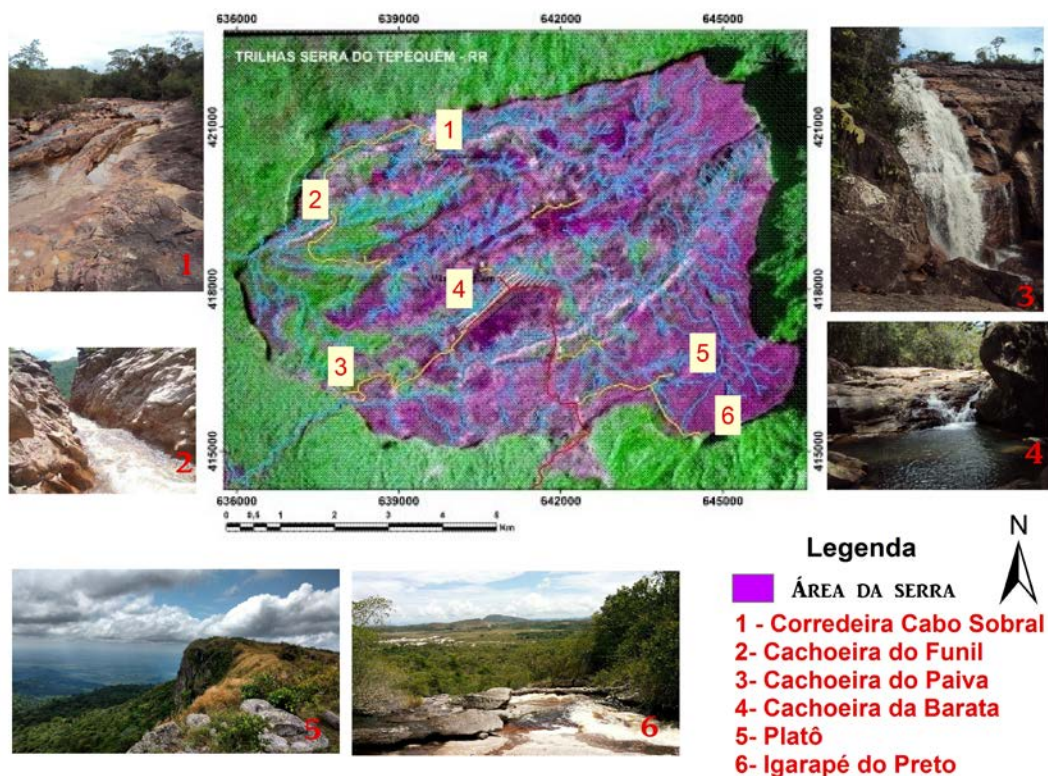 636000 639000 642000 645000
TRILHAS SERRA DO TEPEQUÉM - RR
421000
418000
415000
421000
418000
415000
1
2
3
4
5
6
636000 639000 642000 645000
0 0,5 1 2 3 4 5
Km
1
2
3
4
5
6
N
Legenda
ÁREA DA SERRA
1 - Corredeira Cabo Sobral
2- Cachoeira do Funil
3- Cachoeira do Paiva
4- Cachoeira da Barata
5- Platô
6- Igarapé do Preto